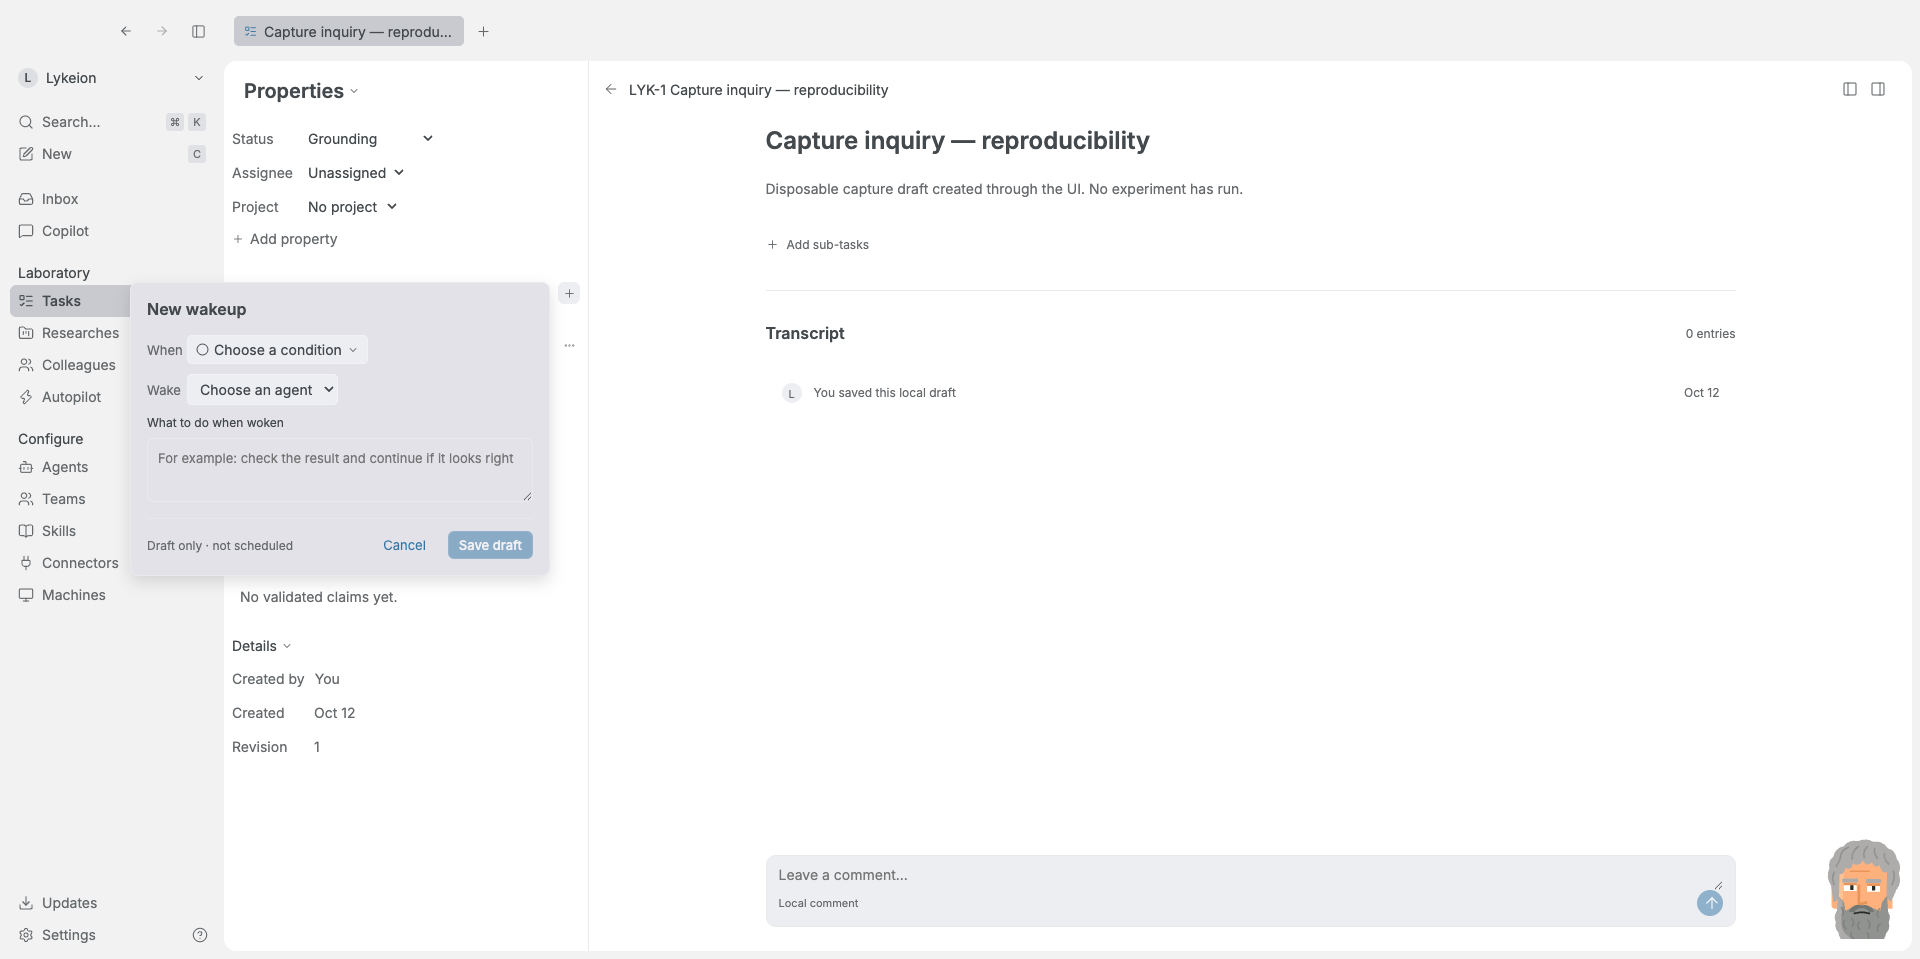 Capture inquiry — reprodu...
L Lykeion
Search... ⌘ K
New C
Inbox
Copilot
Laboratory
Tasks
Researches
Colleagues
Autopilot
Configure
Agents
Teams
Skills
Connectors
Machines
Updates
Settings
Properties
Status Grounding
Assignee Unassigned
Project No project
+ Add property
New wakeup
When Choose a condition
Wake Choose an agent
What to do when woken
For example: check the result and continue if it looks right
Draft only · not scheduled Cancel Save draft
No validated claims yet.
Details
Created by You
Created Oct 12
Revision 1
LYK-1 Capture inquiry — reproducibility
Capture inquiry — reproducibility
Disposable capture draft created through the UI. No experiment has run.
+ Add sub-tasks
Transcript 0 entries
L You saved this local draft Oct 12
Leave a comment...
Local comment